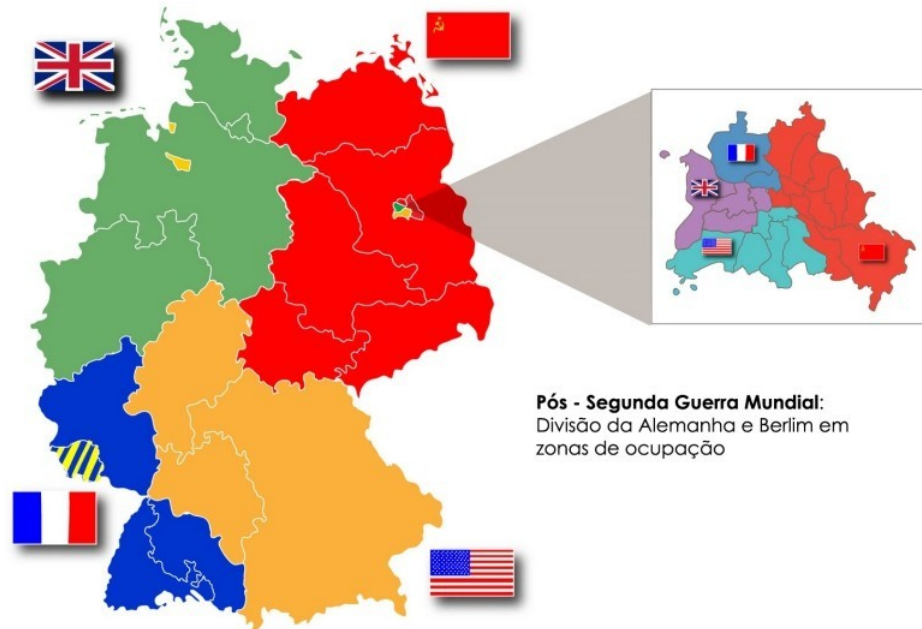 Pós - Segunda Guerra Mundial:
Divisão da Alemanha e Berlim em
zonas de ocupação